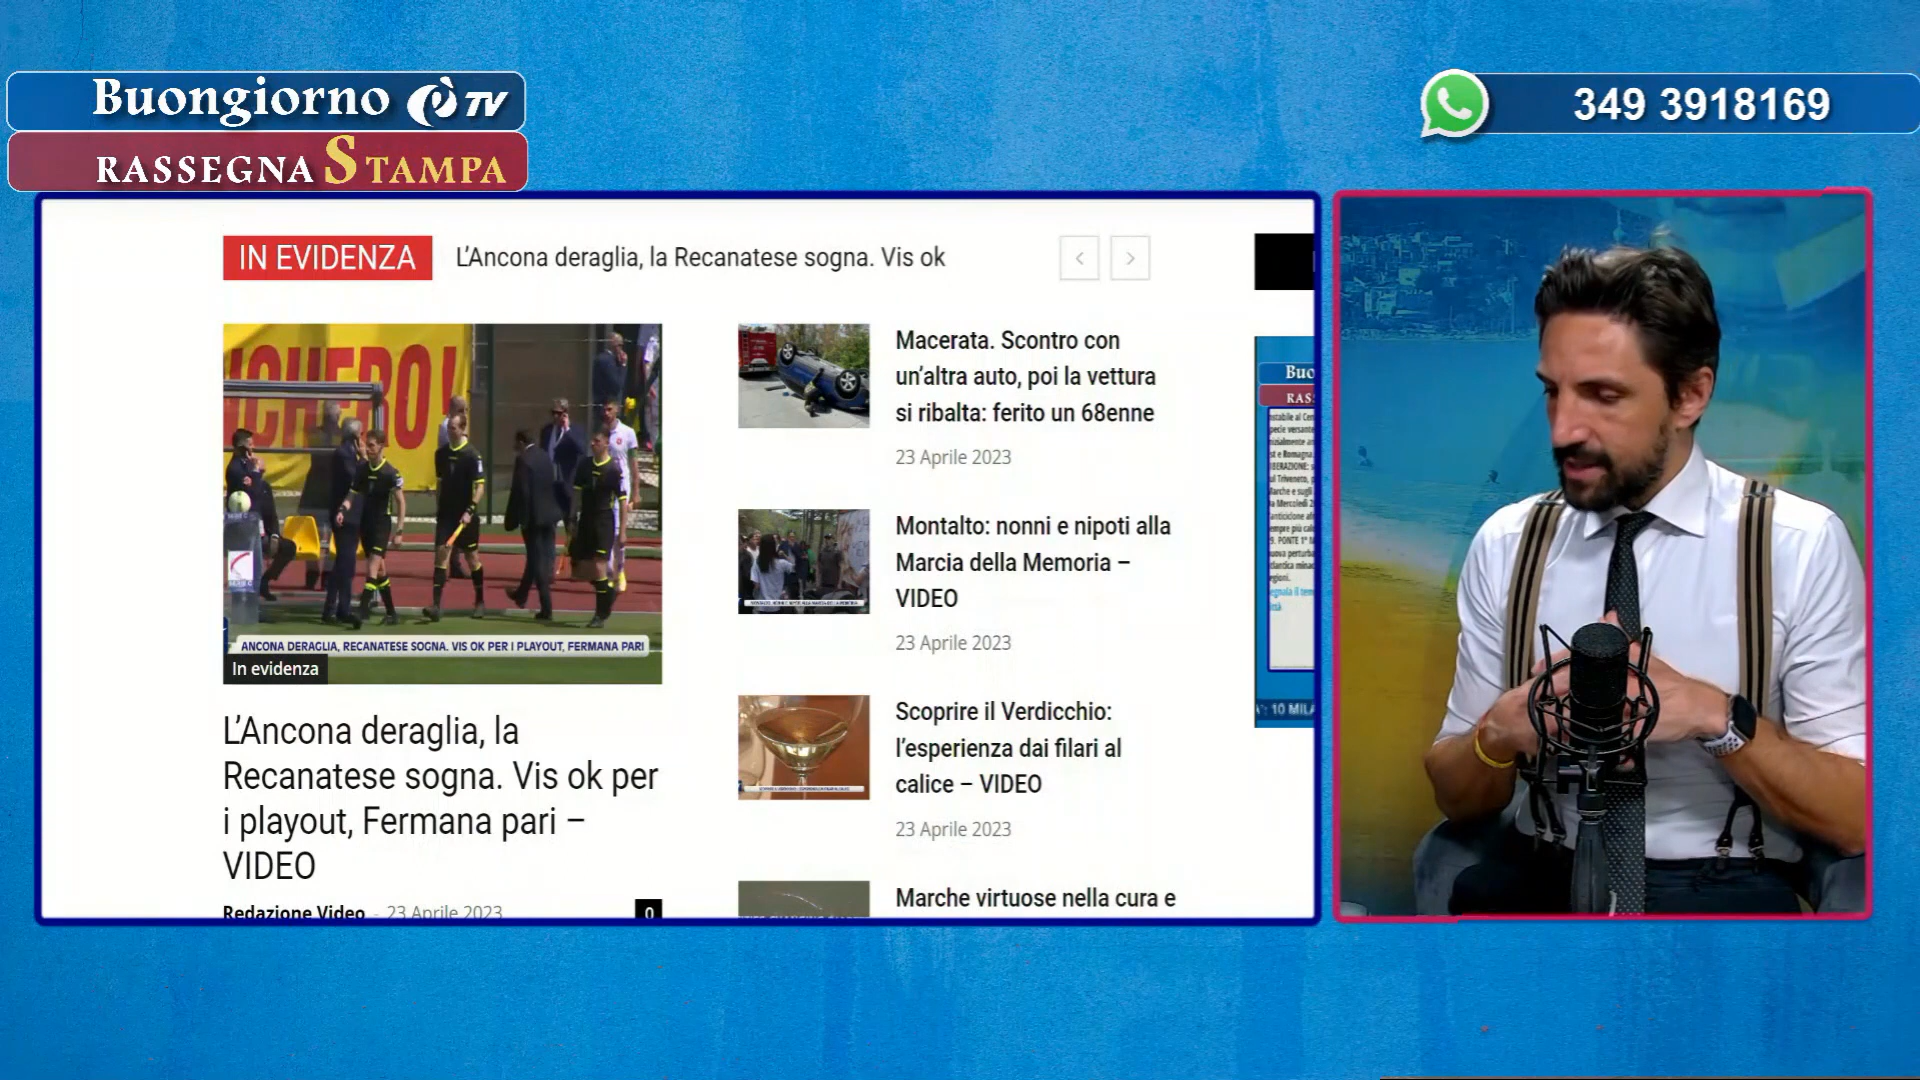 Buongiorno è TV
RASSEGNA STAMPA
349 3918169
IN EVIDENZA
L'Ancona deraglia, la Recanatese sogna. Vis ok
ANCONA DERAGLIA, RECANATESE SOGNA. VIS OK PER I PLAYOUT, FERMANA PARI
In evidenza
L'Ancona deraglia, la
Recanatese sogna. Vis ok per
i playout, Fermana pari –
VIDEO
Redazione Video - 23 Aprile 2023
0
Macerata. Scontro con
un'altra auto, poi la vettura
si ribalta: ferito un 68enne
23 Aprile 2023
Montalto: nonni e nipoti alla
Marcia della Memoria –
VIDEO
23 Aprile 2023
Scoprire il Verdicchio:
l'esperienza dai filari al
calice – VIDEO
23 Aprile 2023
Marche virtuose nella cura e
Buo
RAS
10 MILA